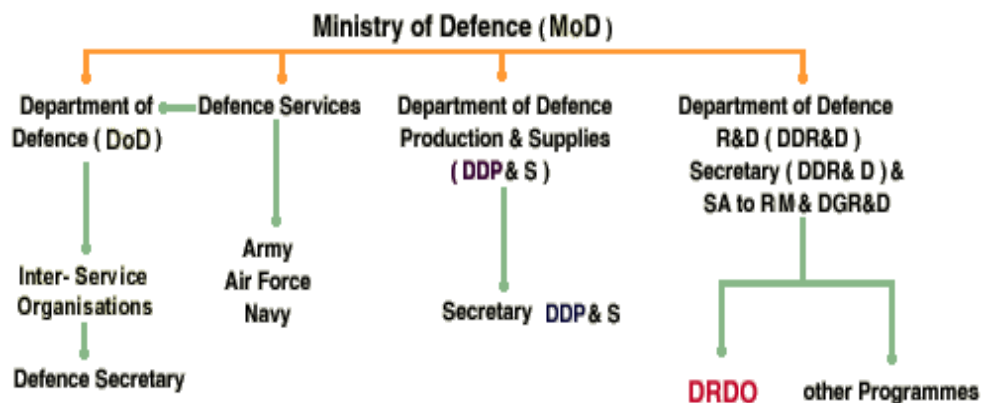 Ministry of Defence (MoD)
Department of
Defence (DoD)
Defence Services
Department of Defence
Production & Supplies
(DDP & S)
Department of Defence
R&D (DDR&D)
Secretary (DDR& D) &
SA to RM & DGR&D
Inter- Service
Organisations
Defence Secretary
Army
Air Force
Navy
Secretary DDP & S
DRDO
other Programmes